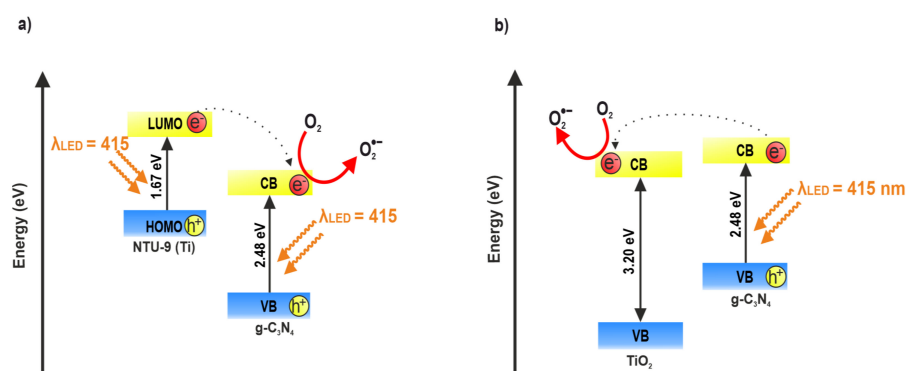 a)
Energy (eV)
LUMO
e⁻
λLED = 415
1.67 eV
HOMO
h⁺
NTU-9 (Ti)
O₂
O₂•−
CB
e⁻
λLED = 415
2.48 eV
VB
h⁺
g-C₃N₄
b)
Energy (eV)
O₂•−
O₂
e⁻
CB
3.20 eV
VB
TiO₂
CB
e⁻
λLED = 415 nm
2.48 eV
VB
h⁺
g-C₃N₄